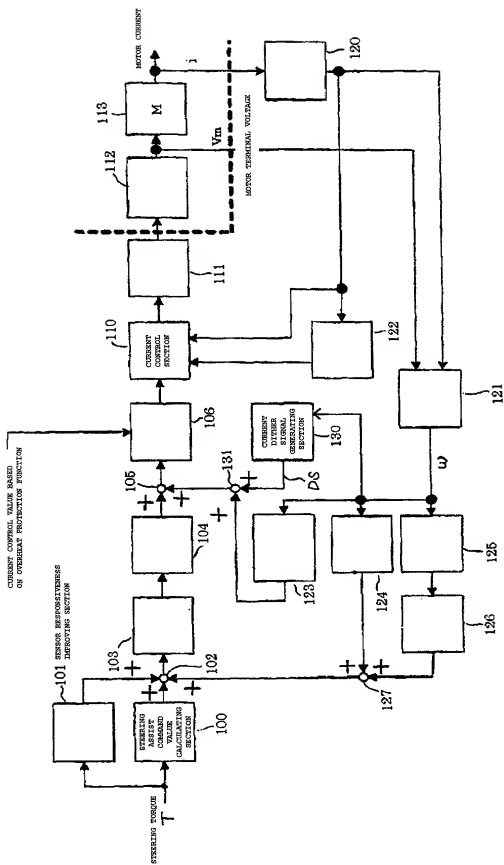 CURRENT CONTROL VALUE BASED
ON OVERHEAT PROTECTION FUNCTION
SENSOR RESPONSIVENESS
IMPROVING SECTION
101
STEERING TORQUE
T
STEERING
ASSIST
COMMAND
VALUE
CALCULATING
SECTION
100
+
+
+
102
103
104
+
+
105
106
CURRENT
CONTROL
SECTION
110
111
112
M
113
MOTOR CURRENT
i
Vm
MOTOR TERMINAL VOLTAGE
120
122
121
ω
CURRENT
DITHER
SIGNAL
GENERATING
SECTION
130
DS
+
+
131
123
124
125
126
+
+
127